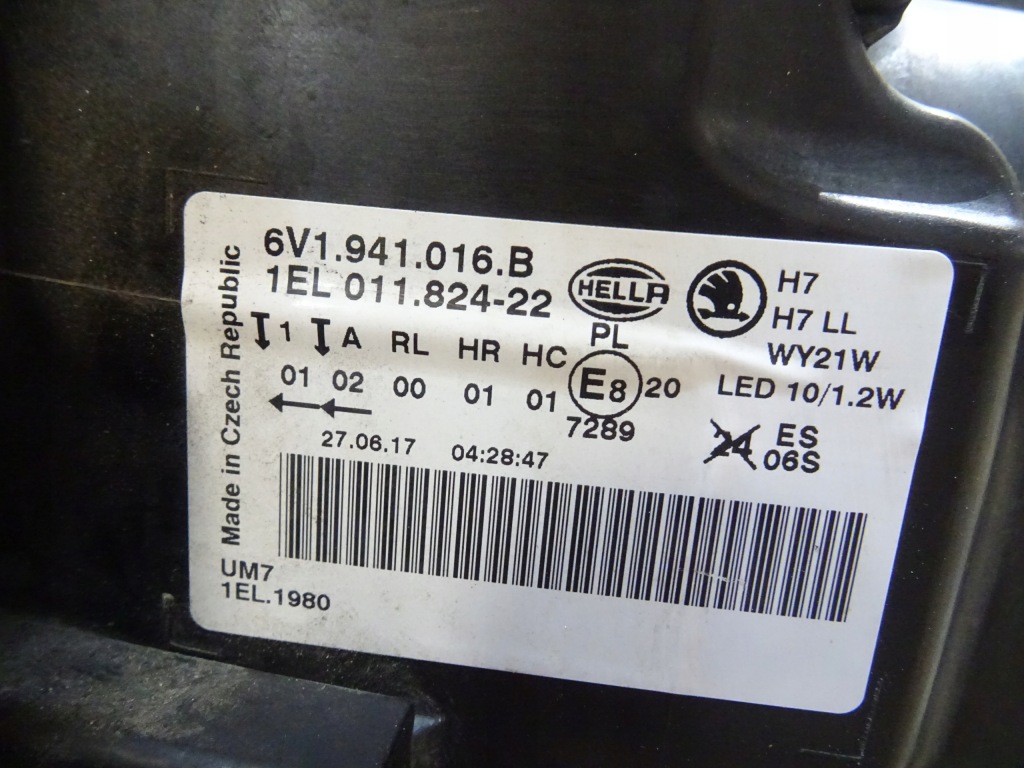 6V1.941.016.B
1EL 011.824-22
HELLA
H7
H7 LL
WY21W
LED 10/1.2W
PL
1 A RL HR HC
E8 20
01 02 00 01 01
7289
27.06.17 04:28:47
24 ES
06S
Made in Czech Republic
UM7
1EL.1980